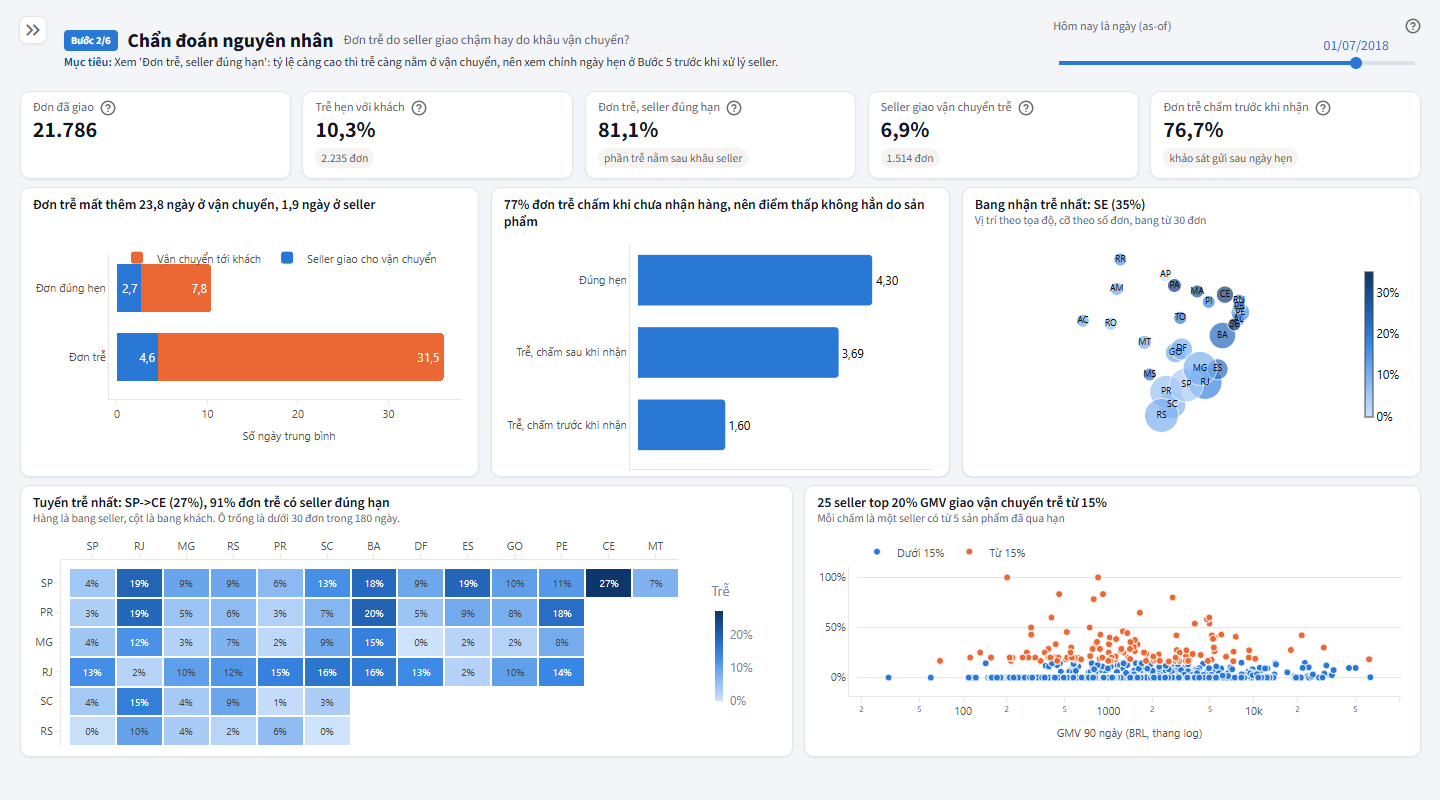 Bước 2/6 Chẩn đoán nguyên nhân Đơn trễ do seller giao chậm hay do khâu vận chuyển?
Mục tiêu: Xem 'Đơn trễ, seller đúng hạn': tỷ lệ càng cao thì trễ càng nằm ở vận chuyển, nên xem chỉnh ngày hẹn ở Bước 5 trước khi xử lý seller.
Hôm nay là ngày (as-of)
01/07/2018
Đơn đã giao
21.786
Trễ hẹn với khách
10,3%
2.235 đơn
Đơn trễ, seller đúng hạn
81,1%
phần trễ nằm sau khâu seller
Seller giao vận chuyển trễ
6,9%
1.514 đơn
Đơn trễ chấm trước khi nhận
76,7%
khảo sát gửi sau ngày hẹn
Đơn trễ mất thêm 23,8 ngày ở vận chuyển, 1,9 ngày ở seller
Vận chuyển tới khách Seller giao cho vận chuyển
Đơn đúng hẹn 2,7 7,8
Đơn trễ 4,6 31,5
0 10 20 30
Số ngày trung bình
77% đơn trễ chấm khi chưa nhận hàng, nên điểm thấp không hẳn do sản
phẩm
Đúng hẹn 4,30
Trễ, chấm sau khi nhận 3,69
Trễ, chấm trước khi nhận 1,60
Bang nhận trễ nhất: SE (35%)
Vị trí theo tọa độ, cỡ theo số đơn, bang từ 30 đơn
RR
AP
AM PA MA CE
PI
PE
AC RO TO SE
BA
MT
GO DF
MS MG ES
PR SP RJ
SC
RS
30%
20%
10%
0%
Tuyến trễ nhất: SP->CE (27%), 91% đơn trễ có seller đúng hạn
Hàng là bang seller, cột là bang khách. Ô trống là dưới 30 đơn trong 180 ngày.
SP RJ MG RS PR SC BA DF ES GO PE CE MT
SP 4% 19% 9% 9% 6% 13% 18% 9% 19% 10% 11% 27% 7%
PR 3% 19% 5% 6% 3% 7% 20% 5% 9% 8% 18%
MG 4% 12% 3% 7% 2% 9% 15% 0% 2% 2% 8%
RJ 13% 2% 10% 12% 15% 16% 16% 13% 2% 10% 14%
SC 4% 15% 4% 9% 1% 3%
RS 0% 10% 4% 2% 6% 0%
Trễ
20%
10%
0%
25 seller top 20% GMV giao vận chuyển trễ từ 15%
Mỗi chấm là một seller có từ 5 sản phẩm đã quá hạn
Dưới 15% Từ 15%
100%
50%
0%
2 5 100 2 5 1000 2 5 10k 2 5
GMV 90 ngày (BRL, thang log)